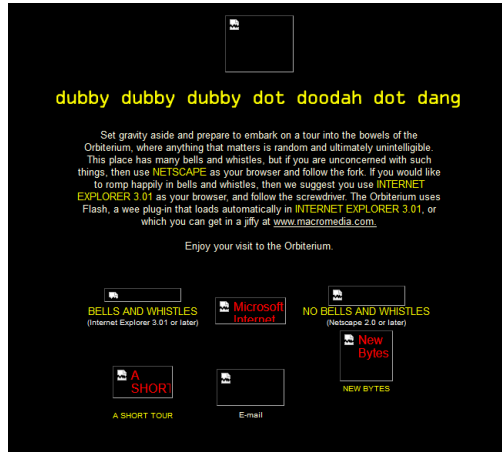 dubby dubby dubby dot doodah dot dang
Set gravity aside and prepare to embark on a tour into the bowels of the
Orbiterium, where anything that matters is random and ultimately unintelligible.
This place has many bells and whistles, but if you are unconcerned with such
things, then use NETSCAPE as your browser and follow the fork. If you would like
to romp happily in bells and whistles, then we suggest you use INTERNET
EXPLORER 3.01 as your browser, and follow the screwdriver. The Orbiterium uses
Flash, a wee plug-in that loads automatically in INTERNET EXPLORER 3.01, or
which you can get in a jiffy at www.macromedia.com.
Enjoy your visit to the Orbiterium.
BELLS AND WHISTLES
(Internet Explorer 3.01 or later)
Microsoft
Internet
NO BELLS AND WHISTLES
(Netscape 2.0 or later)
New
Bytes
NEW BYTES
A
SHORT
A SHORT TOUR
E-mail